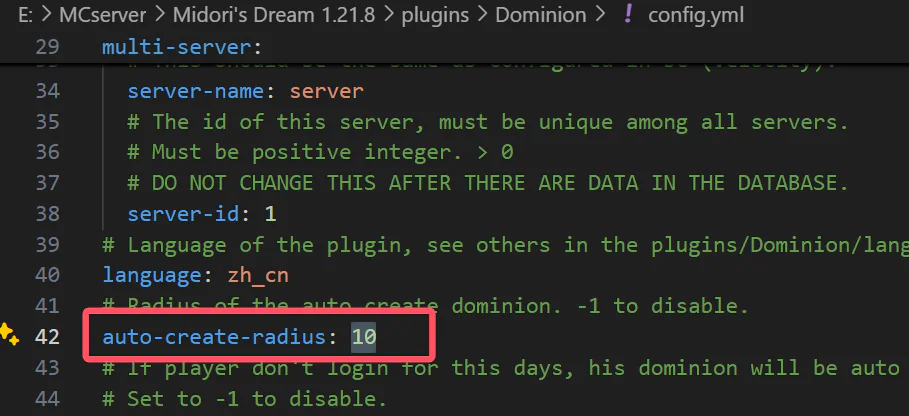 E: > MCserver > Midori's Dream 1.21.8 > plugins > Dominion > ! config.yml
29 multi-server:
34 server-name: server
35 # The id of this server, must be unique among all servers.
36 # Must be positive integer. > 0
37 # DO NOT CHANGE THIS AFTER THERE ARE DATA IN THE DATABASE.
38 server-id: 1
39 # Language of the plugin, see others in the plugins/Dominion/lang
40 language: zh_cn
41 # Radius of the auto create dominion. -1 to disable.
42 auto-create-radius: 10
43 # If player don't login for this days, his dominion will be auto
44 # Set to -1 to disable.